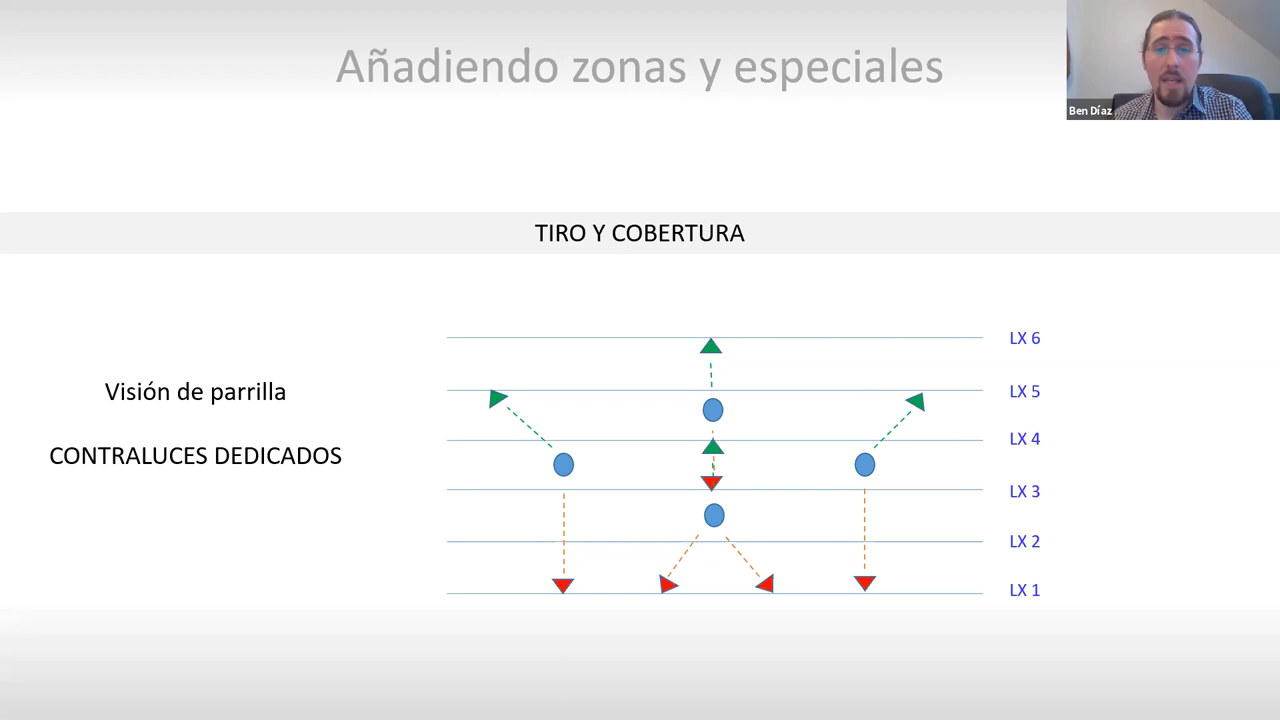 Añadiendo zonas y especiales
Ben Díaz
TIRO Y COBERTURA
LX 6
Visión de parrilla
LX 5
LX 4
CONTRALUCES DEDICADOS
LX 3
LX 2
LX 1